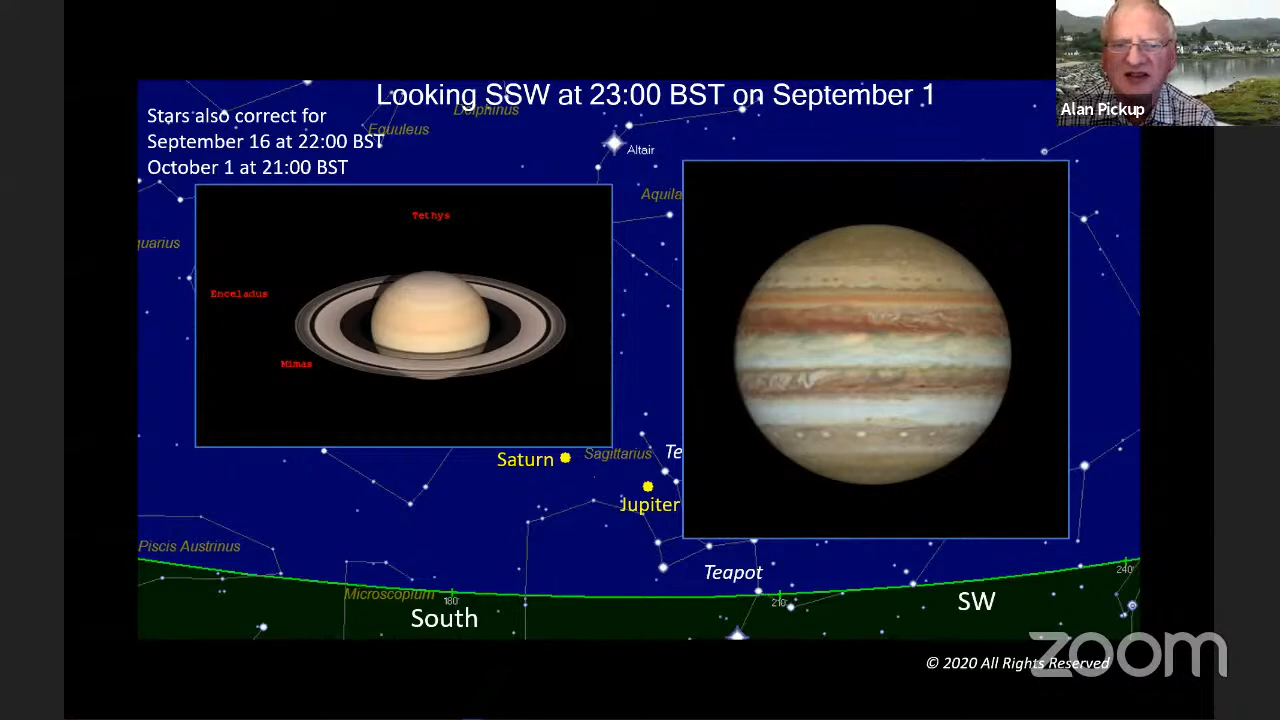 Looking SSW at 23:00 BST on September 1
Alan Pickup
Stars also correct for
September 16 at 22:00 BST
October 1 at 21:00 BST
Delphinus
Equuleus
Altair
Aquila
quarius
Tethys
Enceladus
Mimas
Saturn
Sagittarius
Te
Jupiter
Piscis Austrinus
Teapot
Microscopium
180
210
240
South
SW
© 2020 All Rights Reserved
zoom